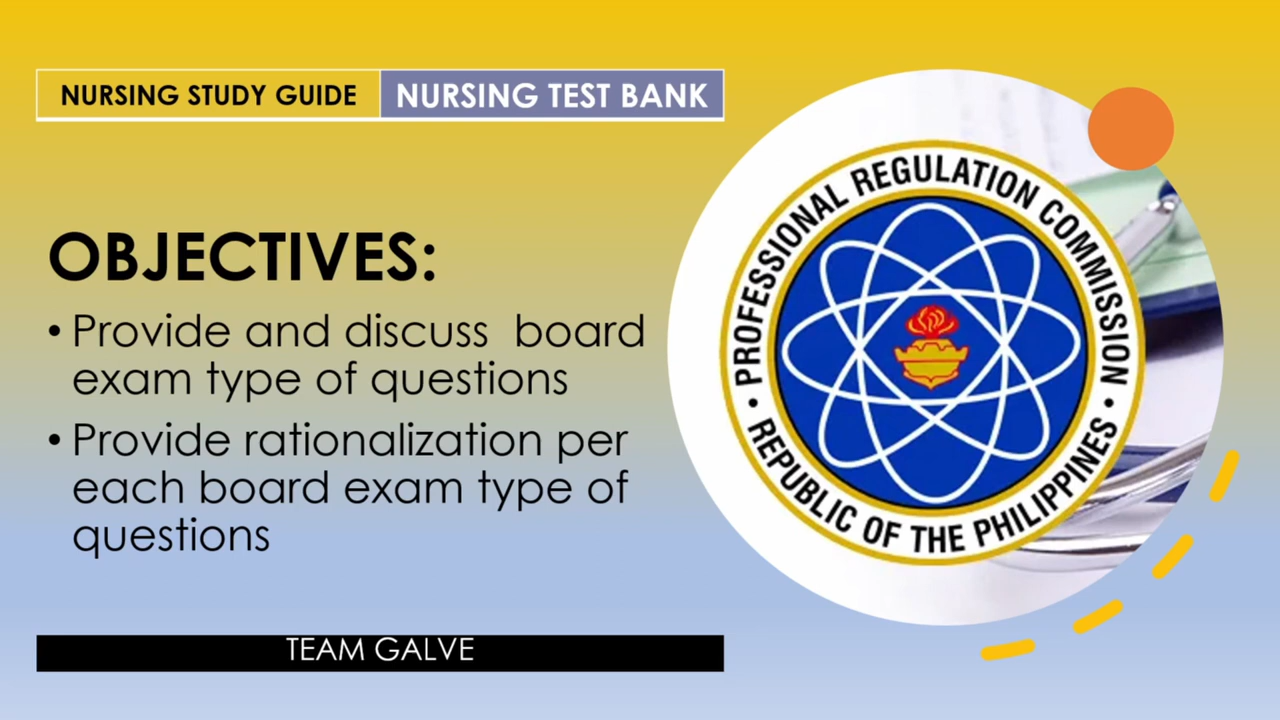 NURSING STUDY GUIDE
NURSING TEST BANK
OBJECTIVES:
• Provide and discuss  board
exam type of questions
• Provide rationalization per
each board exam type of
questions
TEAM GALVE
• PROFESSIONAL REGULATION COMMISSION •
REPUBLIC OF THE PHILIPPINES